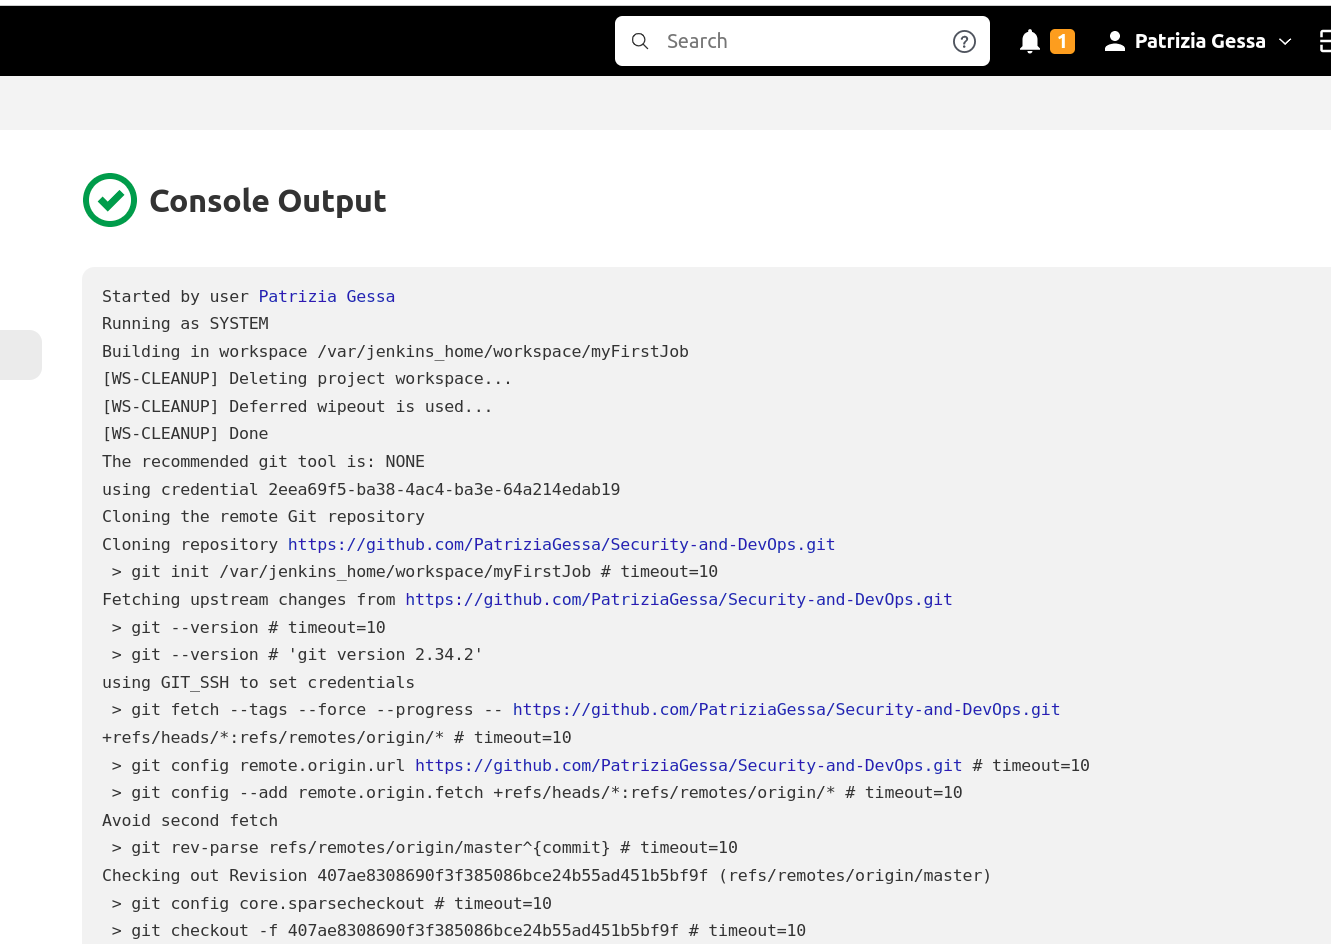 Search
1
Patrizia Gessa
Console Output
Started by user Patrizia Gessa
Running as SYSTEM
Building in workspace /var/jenkins_home/workspace/myFirstJob
[WS-CLEANUP] Deleting project workspace...
[WS-CLEANUP] Deferred wipeout is used...
[WS-CLEANUP] Done
The recommended git tool is: NONE
using credential 2eea69f5-ba38-4ac4-ba3e-64a214edab19
Cloning the remote Git repository
Cloning repository https://github.com/PatriziaGessa/Security-and-DevOps.git
 > git init /var/jenkins_home/workspace/myFirstJob # timeout=10
Fetching upstream changes from https://github.com/PatriziaGessa/Security-and-DevOps.git
 > git --version # timeout=10
 > git --version # 'git version 2.34.2'
using GIT_SSH to set credentials
 > git fetch --tags --force --progress -- https://github.com/PatriziaGessa/Security-and-DevOps.git
+refs/heads/*:refs/remotes/origin/* # timeout=10
 > git config remote.origin.url https://github.com/PatriziaGessa/Security-and-DevOps.git # timeout=10
 > git config --add remote.origin.fetch +refs/heads/*:refs/remotes/origin/* # timeout=10
Avoid second fetch
 > git rev-parse refs/remotes/origin/master^{commit} # timeout=10
Checking out Revision 407ae8308690f3f385086bce24b55ad451b5bf9f (refs/remotes/origin/master)
 > git config core.sparsecheckout # timeout=10
 > git checkout -f 407ae8308690f3f385086bce24b55ad451b5bf9f # timeout=10